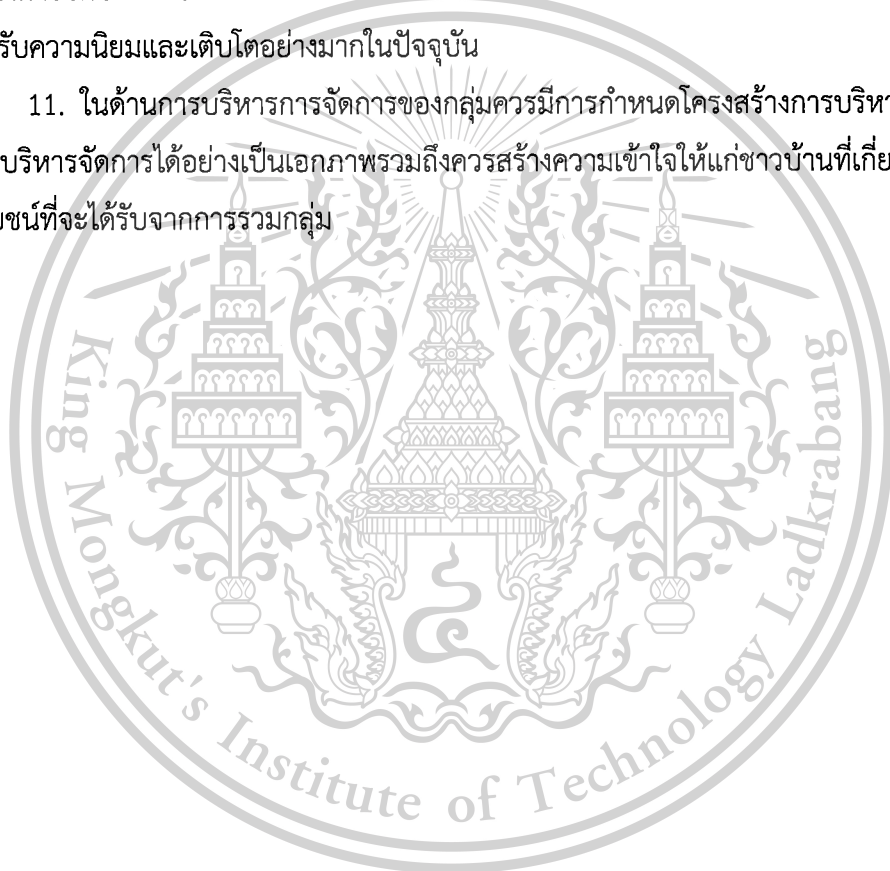 รับความนิยมและเติบโตอย่างมากในปัจจุบัน
11. ในด้านการบริหารการจัดการของกลุ่มควรมีการกำหนดโครงสร้างการบริหา
บริหารจัดการได้อย่างเป็นเอกภาพรวมถึงควรสร้างความเข้าใจให้แก่ชาวบ้านที่เกี่ย
ยชน์ที่จะได้รับจากการรวมกลุ่ม
King Mongkut's Institute of Technology Ladkrabang